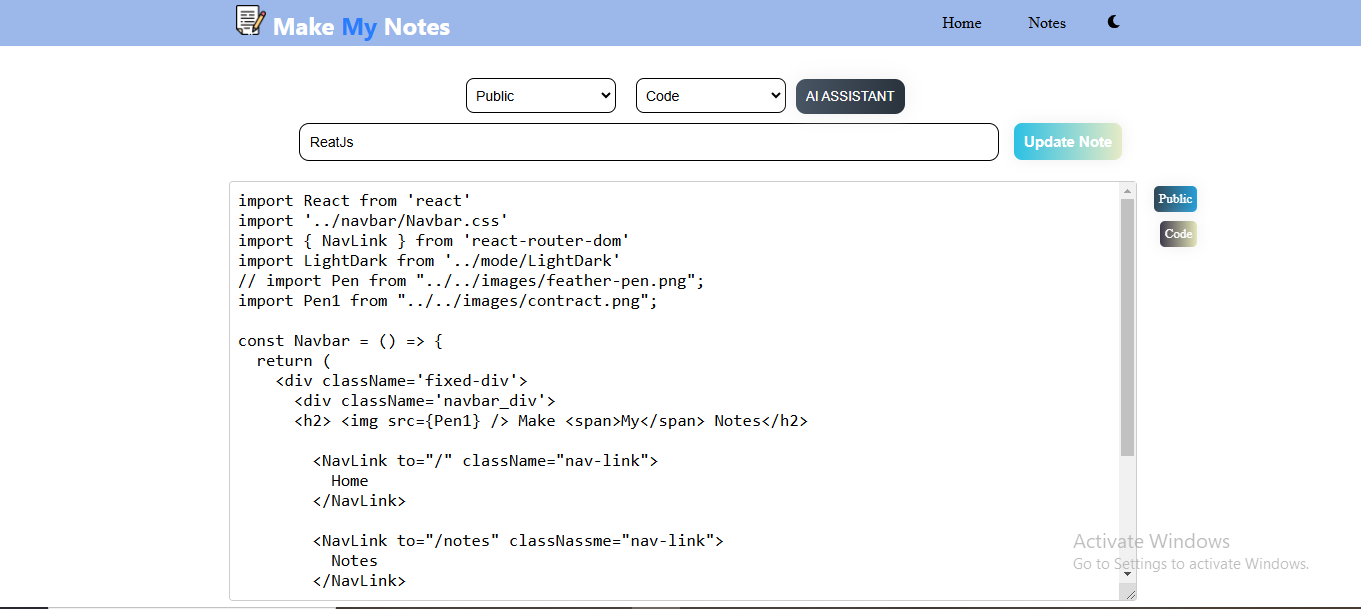 Make My Notes
Home
Notes
Public
Code
AI ASSISTANT
ReatJs
Update Note
import React from 'react'
import '../navbar/Navbar.css'
import { NavLink } from 'react-router-dom'
import LightDark from '../mode/LightDark'
// import Pen from "../../images/feather-pen.png";
import Pen1 from "../../images/contract.png";

const Navbar = () => {
  return (
    <div className='fixed-div'>
      <div className='navbar_div'>
      <h2> <img src={Pen1} /> Make <span>My</span> Notes</h2>

        <NavLink to="/" className="nav-link">
          Home
        </NavLink>

        <NavLink to="/notes" classNassme="nav-link">
          Notes
        </NavLink>
Public
Code
Activate Windows
Go to Settings to activate Windows.